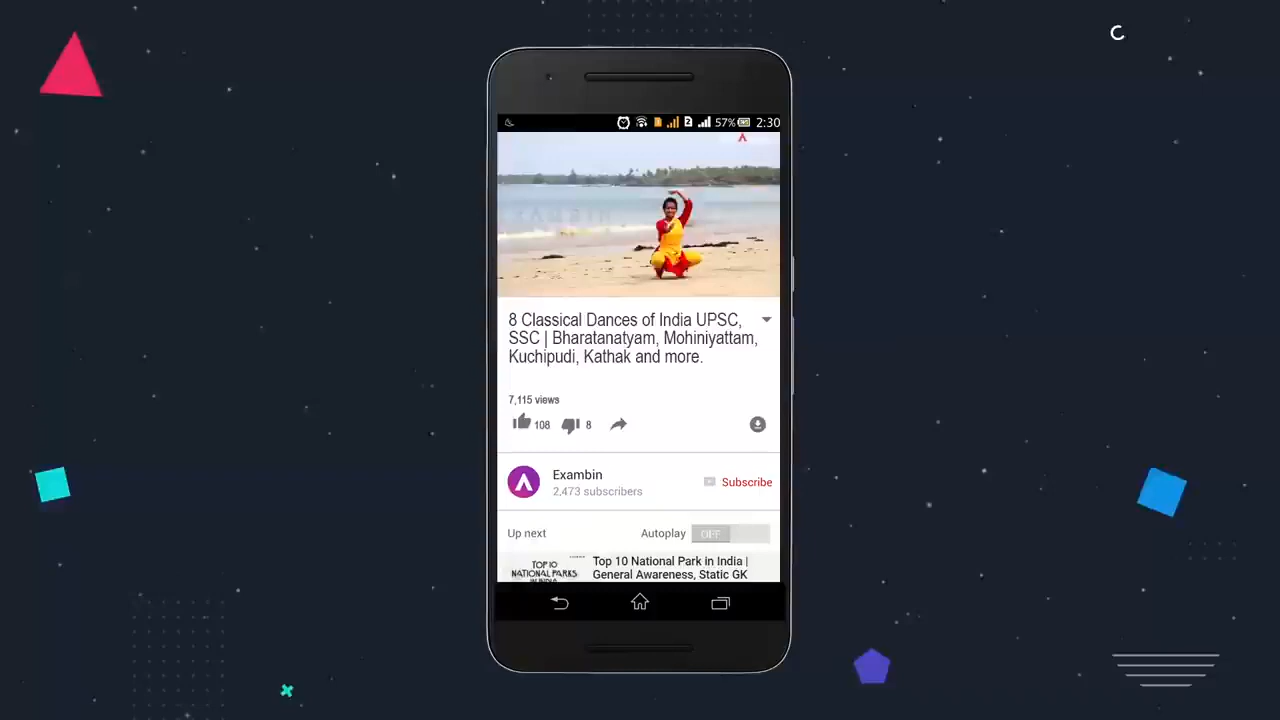 57% 2:30
8 Classical Dances of India UPSC,
SSC | Bharatanatyam, Mohiniyattam,
Kuchipudi, Kathak and more.
7,115 views
108 8
Exambin
2,473 subscribers
Subscribe
Up next Autoplay OFF
TOP 10
NATIONAL PARKS
IN INDIA
Top 10 National Park in India |
General Awareness, Static GK